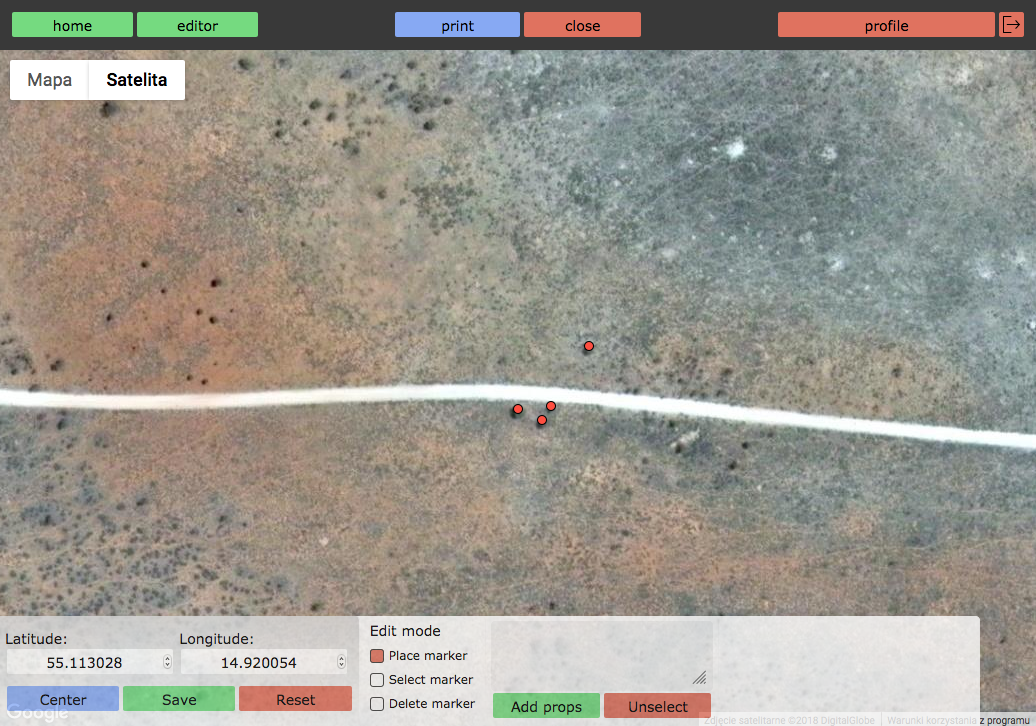 home editor print close profile
Mapa Satelita
Latitude: Longitude:
55.113028 14.920054
Center Save Reset
Google
Edit mode
Place marker
Select marker
Delete marker
Add props Unselect
Zdjęcie satelitarne ©2018 DigitalGlobe Warunki korzystania z programu